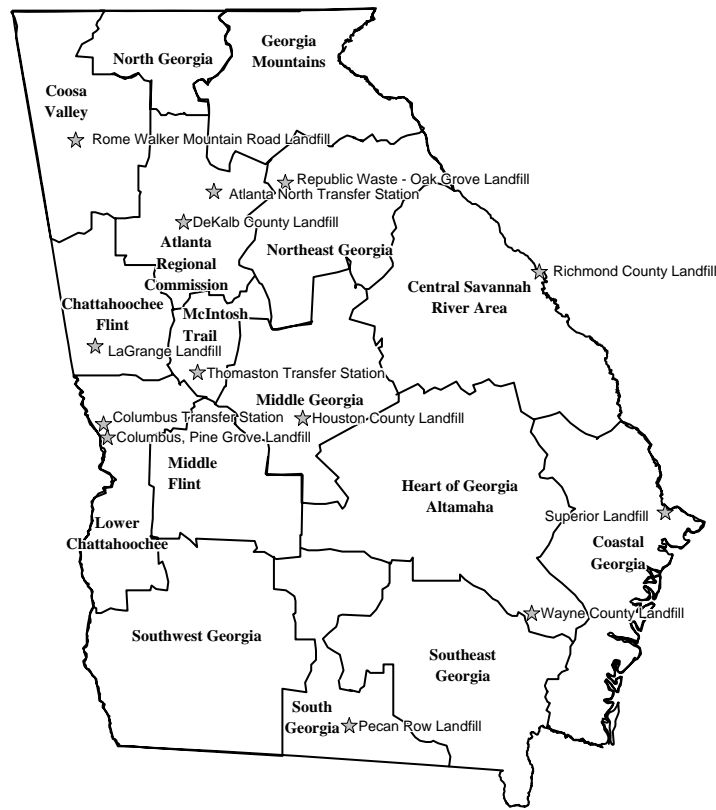 Georgia
Mountains
North Georgia
Coosa
Valley
Rome Walker Mountain Road Landfill
Republic Waste - Oak Grove Landfill
Atlanta North Transfer Station
DeKalb County Landfill
Atlanta
Regional
Commission
Northeast Georgia
Richmond County Landfill
Central Savannah
River Area
Chattahoochee
Flint
McIntosh
Trail
LaGrange Landfill
Thomaston Transfer Station
Middle Georgia
Columbus Transfer Station
Houston County Landfill
Columbus, Pine Grove Landfill
Middle
Flint
Heart of Georgia
Altamaha
Superior Landfill
Lower
Chattahoochee
Coastal
Georgia
Wayne County Landfill
Southwest Georgia
Southeast
Georgia
South
Georgia
Pecan Row Landfill